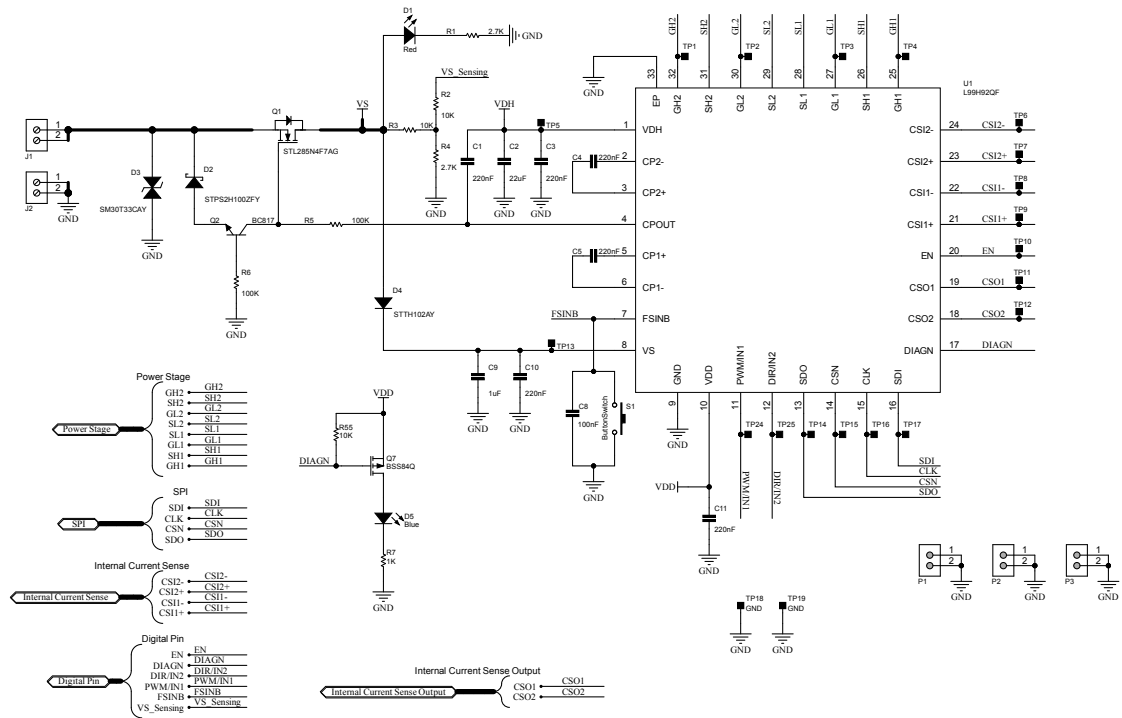 D1
Red
R1
2.7K
GND
VS_Sensing
R2
10K
R3
10K
R4
2.7K
GND
VS
Q1
STL285N4F7AG
1
2
J1
2
1
J2
GND
D3
SM30T33CAY
GND
D2
STPS2H100ZFY
Q2
BC817
R5
100K
R6
100K
GND
D4
STTH102AY
VDH
TP5
C1
220nF
C2
22uF
C3
220nF
GND
GND
GND
C4
220nF
C5
220nF
GND
GH2
TP1
SH2
GL2
TP2
SL2
SL1
GL1
TP3
SH1
GH1
TP4
33
32
31
30
29
28
27
26
25
EP
GH2
SH2
GL2
SL2
SL1
GL1
SH1
GH1
U1
L99H92QF
1
VDH
2
CP2-
3
CP2+
4
CPOUT
5
CP1+
6
CP1-
FSINB
7
FSINB
8
VS
TP13
CSI2-
24
CSI2-
TP6
CSI2+
23
CSI2+
TP7
CSI1-
22
CSI1-
TP8
CSI1+
21
CSI1+
TP9
EN
20
EN
TP10
CSO1
19
CSO1
TP11
CSO2
18
CSO2
TP12
DIAGN
17
DIAGN
GND
VDD
PWM/IN1
DIR/IN2
SDO
CSN
CLK
SDI
9
10
11
12
13
14
15
16
GND
TP24
TP25
TP14
TP15
TP16
TP17
PWM/IN1
DIR/IN2
SDI
CLK
CSN
SDO
VDD
C11
220nF
GND
C9
1uF
C10
220nF
GND
GND
C8
100nF
ButtonSwitch
S1
GND
VDD
R55
10K
DIAGN
Q7
BSS84Q
D5
Blue
R7
1K
GND
1
2
P1
GND
1
2
P2
GND
1
2
P3
GND
TP18
GND
GND
TP19
GND
GND
Power Stage
Power Stage
GH2 GH2
SH2 SH2
GL2 GL2
SL2 SL2
SL1 SL1
GL1 GL1
SH1 SH1
GH1 GH1
SPI
SPI
SDI SDI
CLK CLK
CSN CSN
SDO SDO
Internal Current Sense
Internal Current Sense
CSI2- CSI2-
CSI2+ CSI2+
CSI1- CSI1-
CSI1+ CSI1+
Digital Pin
Digital Pin
EN EN
DIAGN DIAGN
DIR/IN2 DIR/IN2
PWM/IN1 PWM/IN1
FSINB FSINB
VS_Sensing VS_Sensing
Internal Current Sense Output
Internal Current Sense Output
CSO1 CSO1
CSO2 CSO2